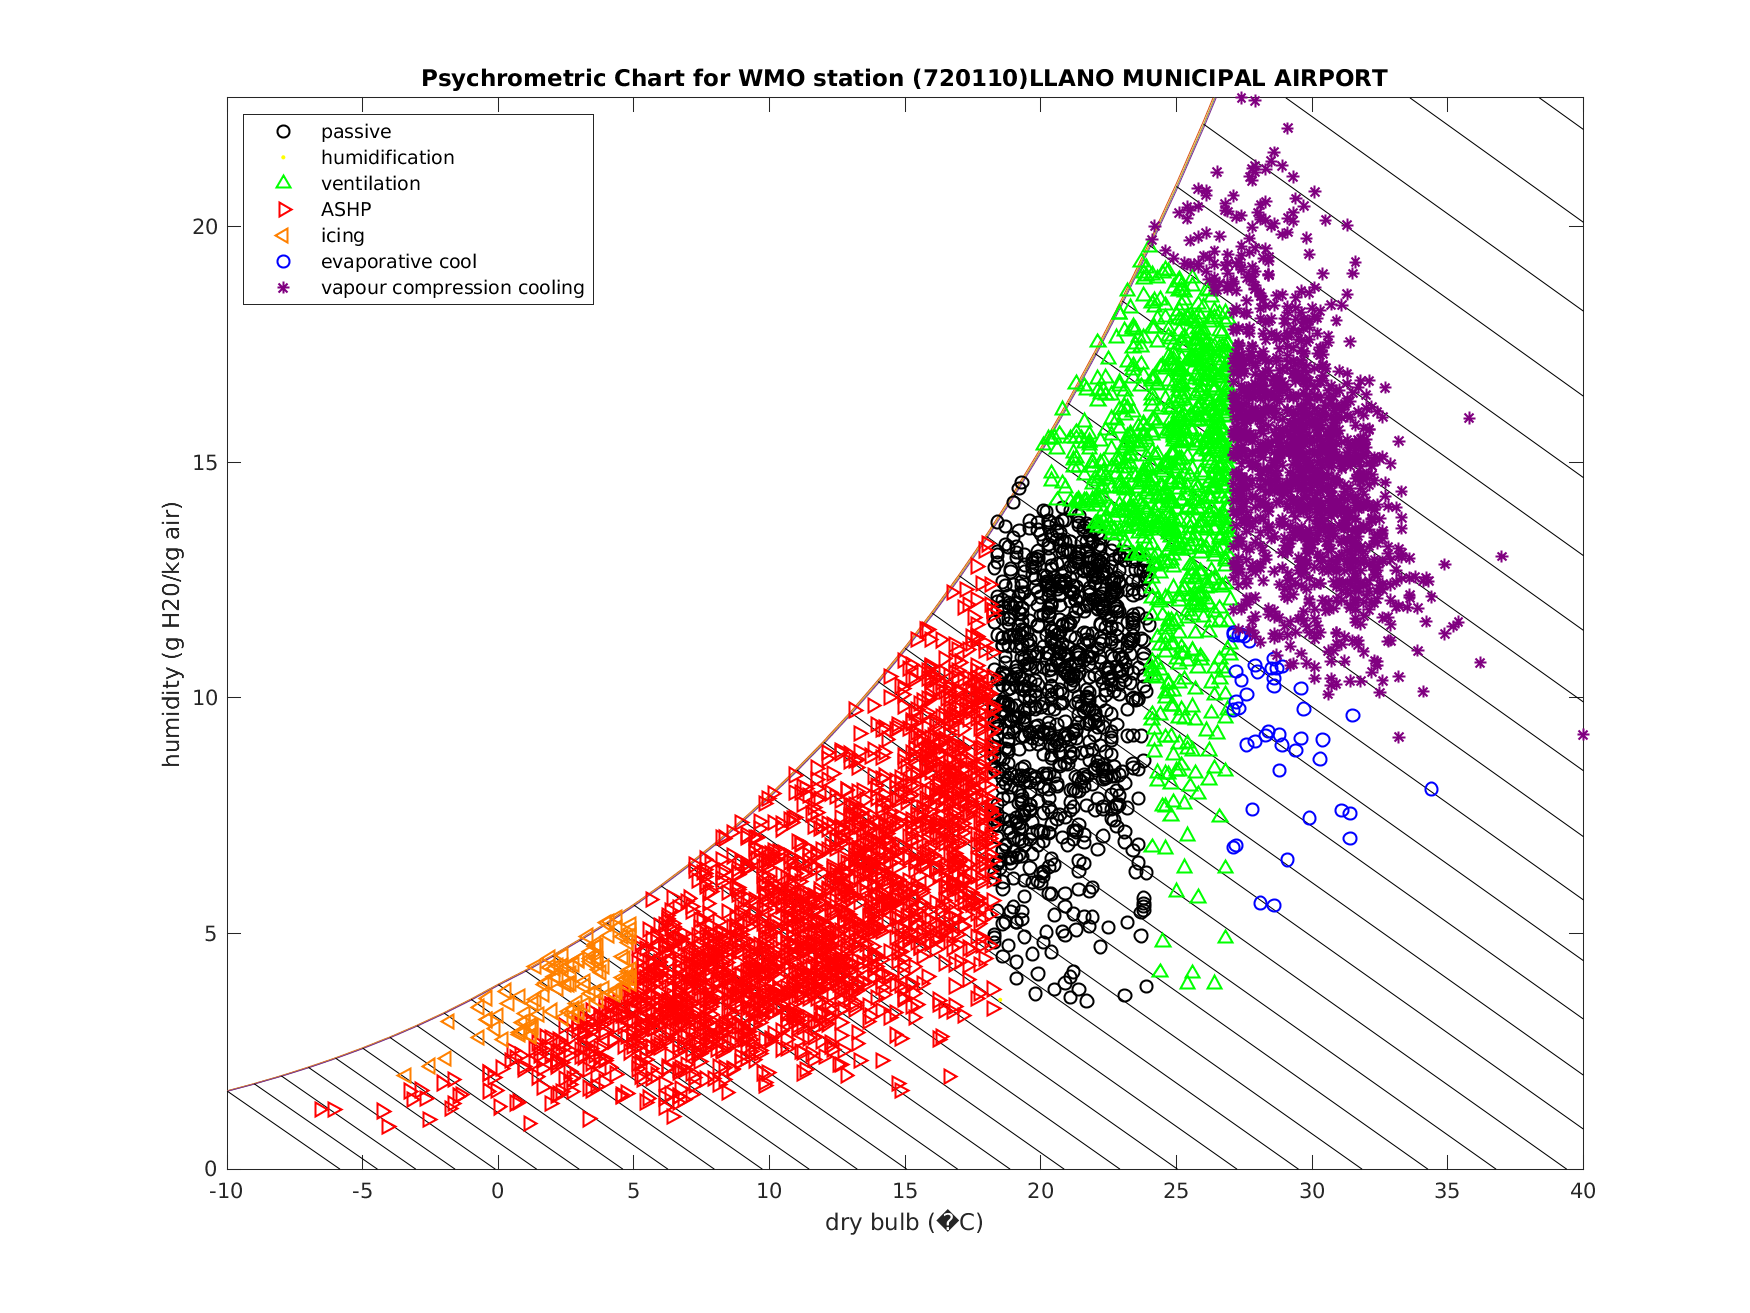 Psychrometric Chart for WMO station (720110)LLANO MUNICIPAL AIRPORT
passive
humidification
ventilation
ASHP
icing
evaporative cool
vapour compression cooling
20
15
10
5
0
humidity (g H20/kg air)
-10 -5 0 5 10 15 20 25 30 35 40
dry bulb (�C)